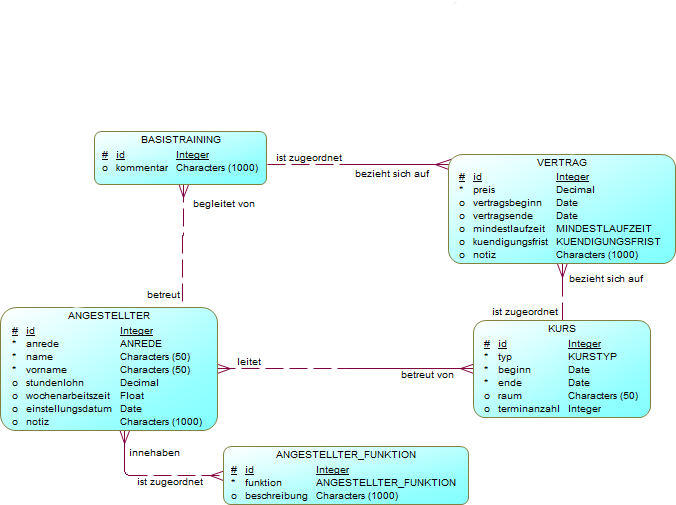 BASISTRAINING
# id Integer
o kommentar Characters (1000)
ist zugeordnet
bezieht sich auf
VERTRAG
# id Integer
* preis Decimal
o vertragsbeginn Date
o vertragsende Date
o mindestlaufzeit MINDESTLAUFZEIT
o kuendigungsfrist KUENDIGUNGSFRIST
o notiz Characters (1000)
begleitet von
betreut
bezieht sich auf
ist zugeordnet
ANGESTELLTER
# id Integer
* anrede ANREDE
* name Characters (50)
* vorname Characters (50)
o stundenlohn Decimal
o wochenarbeitszeit Float
o einstellungsdatum Date
o notiz Characters (1000)
leitet
betreut von
KURS
# id Integer
* typ KURSTYP
* beginn Date
* ende Date
o raum Characters (50)
o terminanzahl Integer
innehaben
ist zugeordnet
ANGESTELLTER_FUNKTION
# id Integer
* funktion ANGESTELLTER_FUNKTION
o beschreibung Characters (1000)